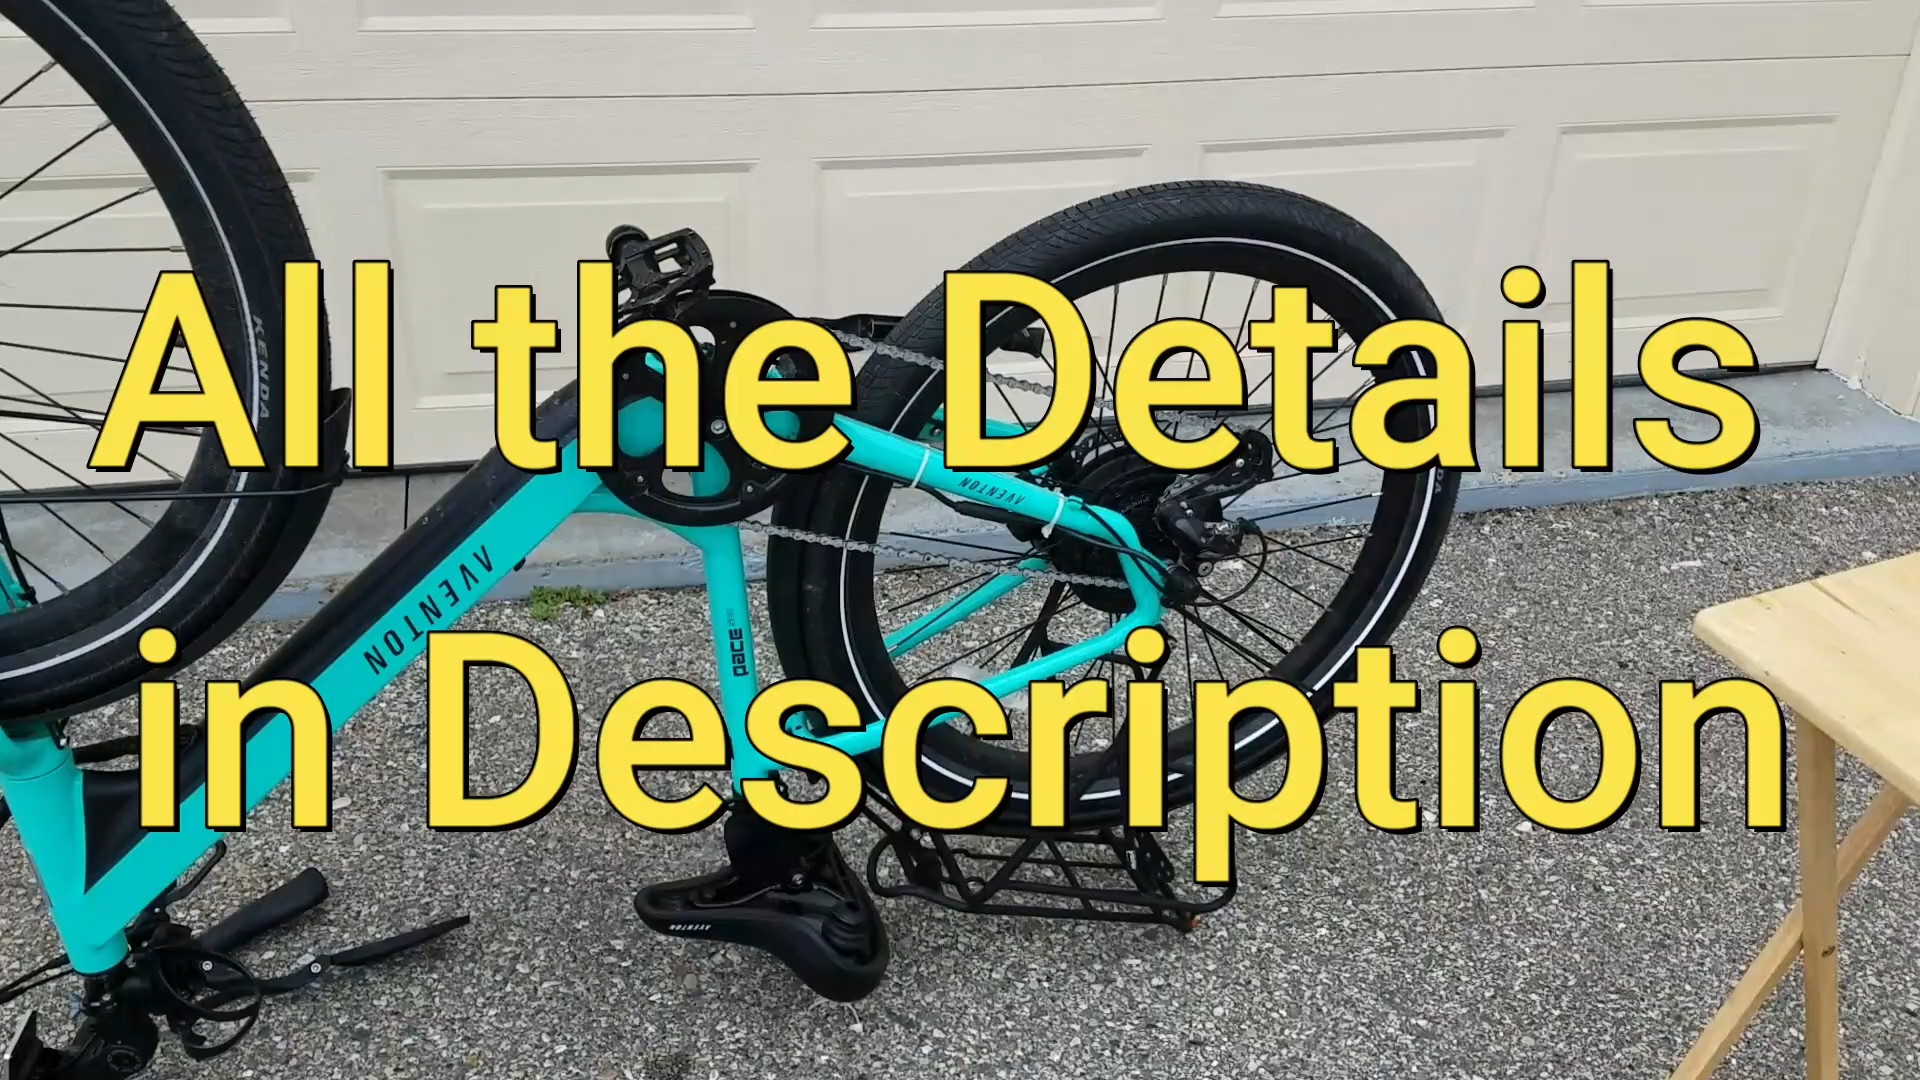 All the Details
in Description
KENDA
AVENTON
AVENTON
pace
AVENTON